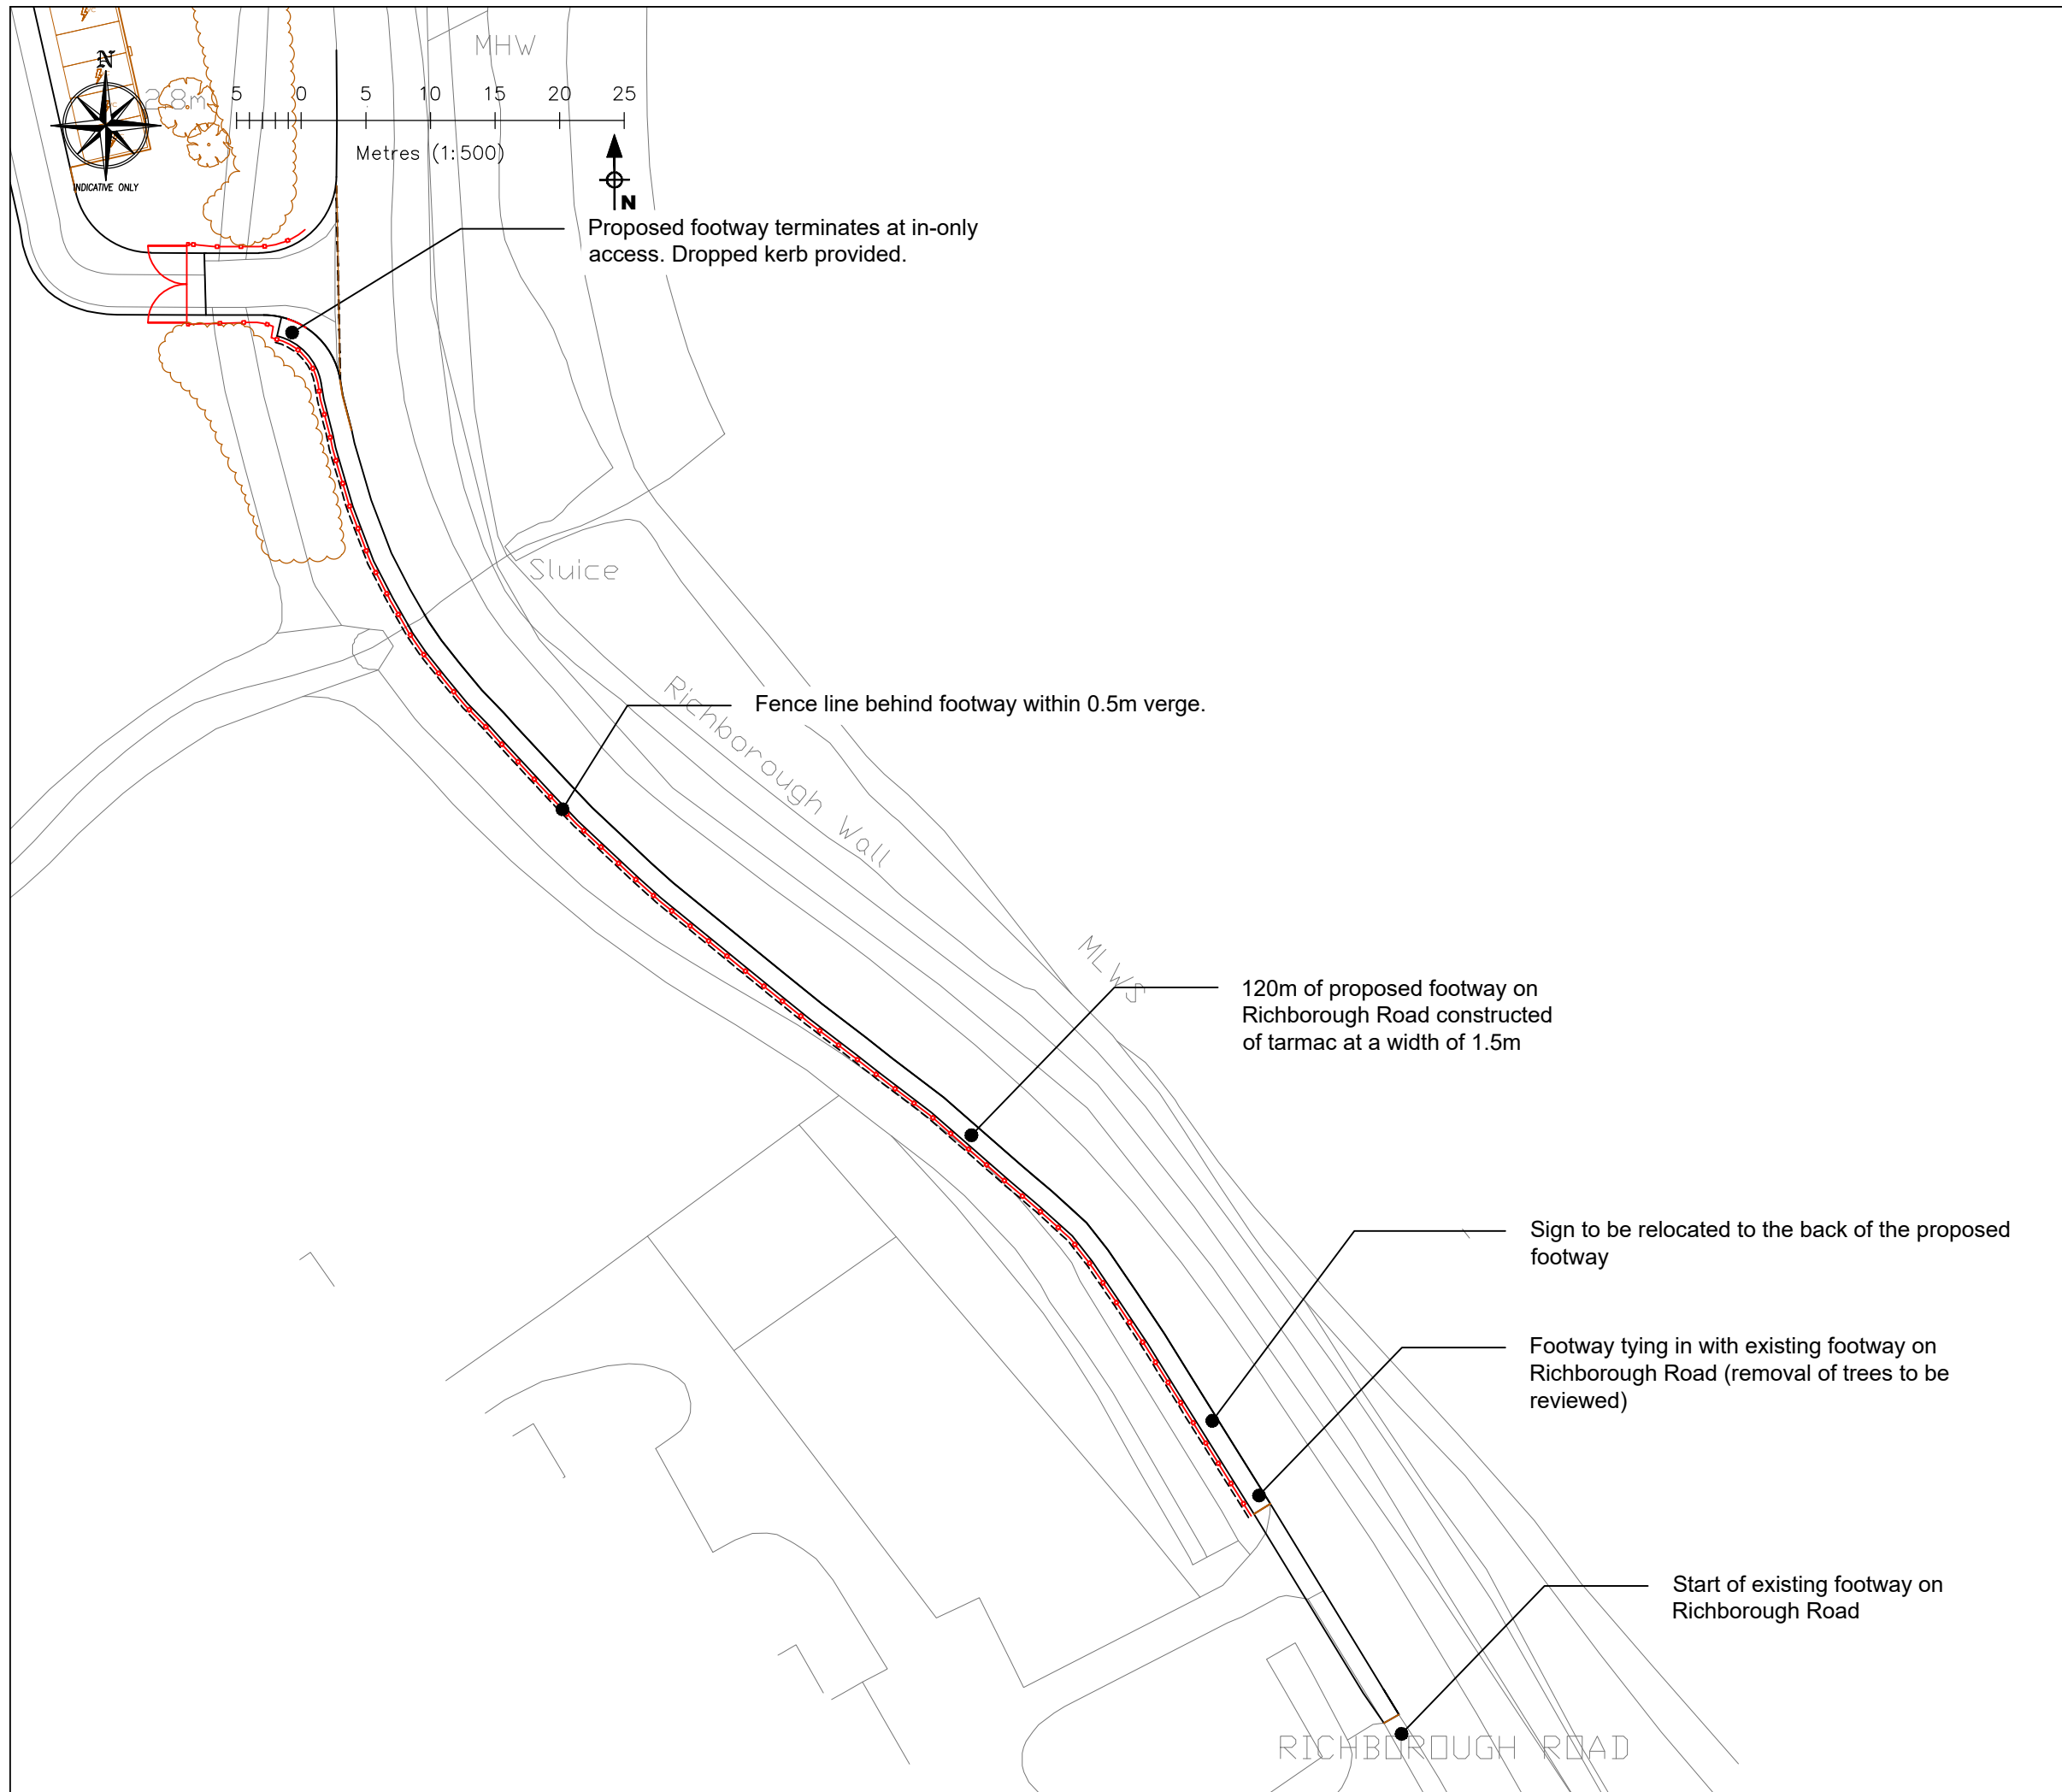 MHW
N
2.8m
5 0 5 10 15 20 25
Metres (1:500)
INDICATIVE ONLY
N
Proposed footway terminates at in-only
access. Dropped kerb provided.
Sluice
Richborough Wall
Fence line behind footway within 0.5m verge.
MLWS
120m of proposed footway on
Richborough Road constructed
of tarmac at a width of 1.5m
Sign to be relocated to the back of the proposed
footway
Footway tying in with existing footway on
Richborough Road (removal of trees to be
reviewed)
Start of existing footway on
Richborough Road
RICHBOROUGH ROAD